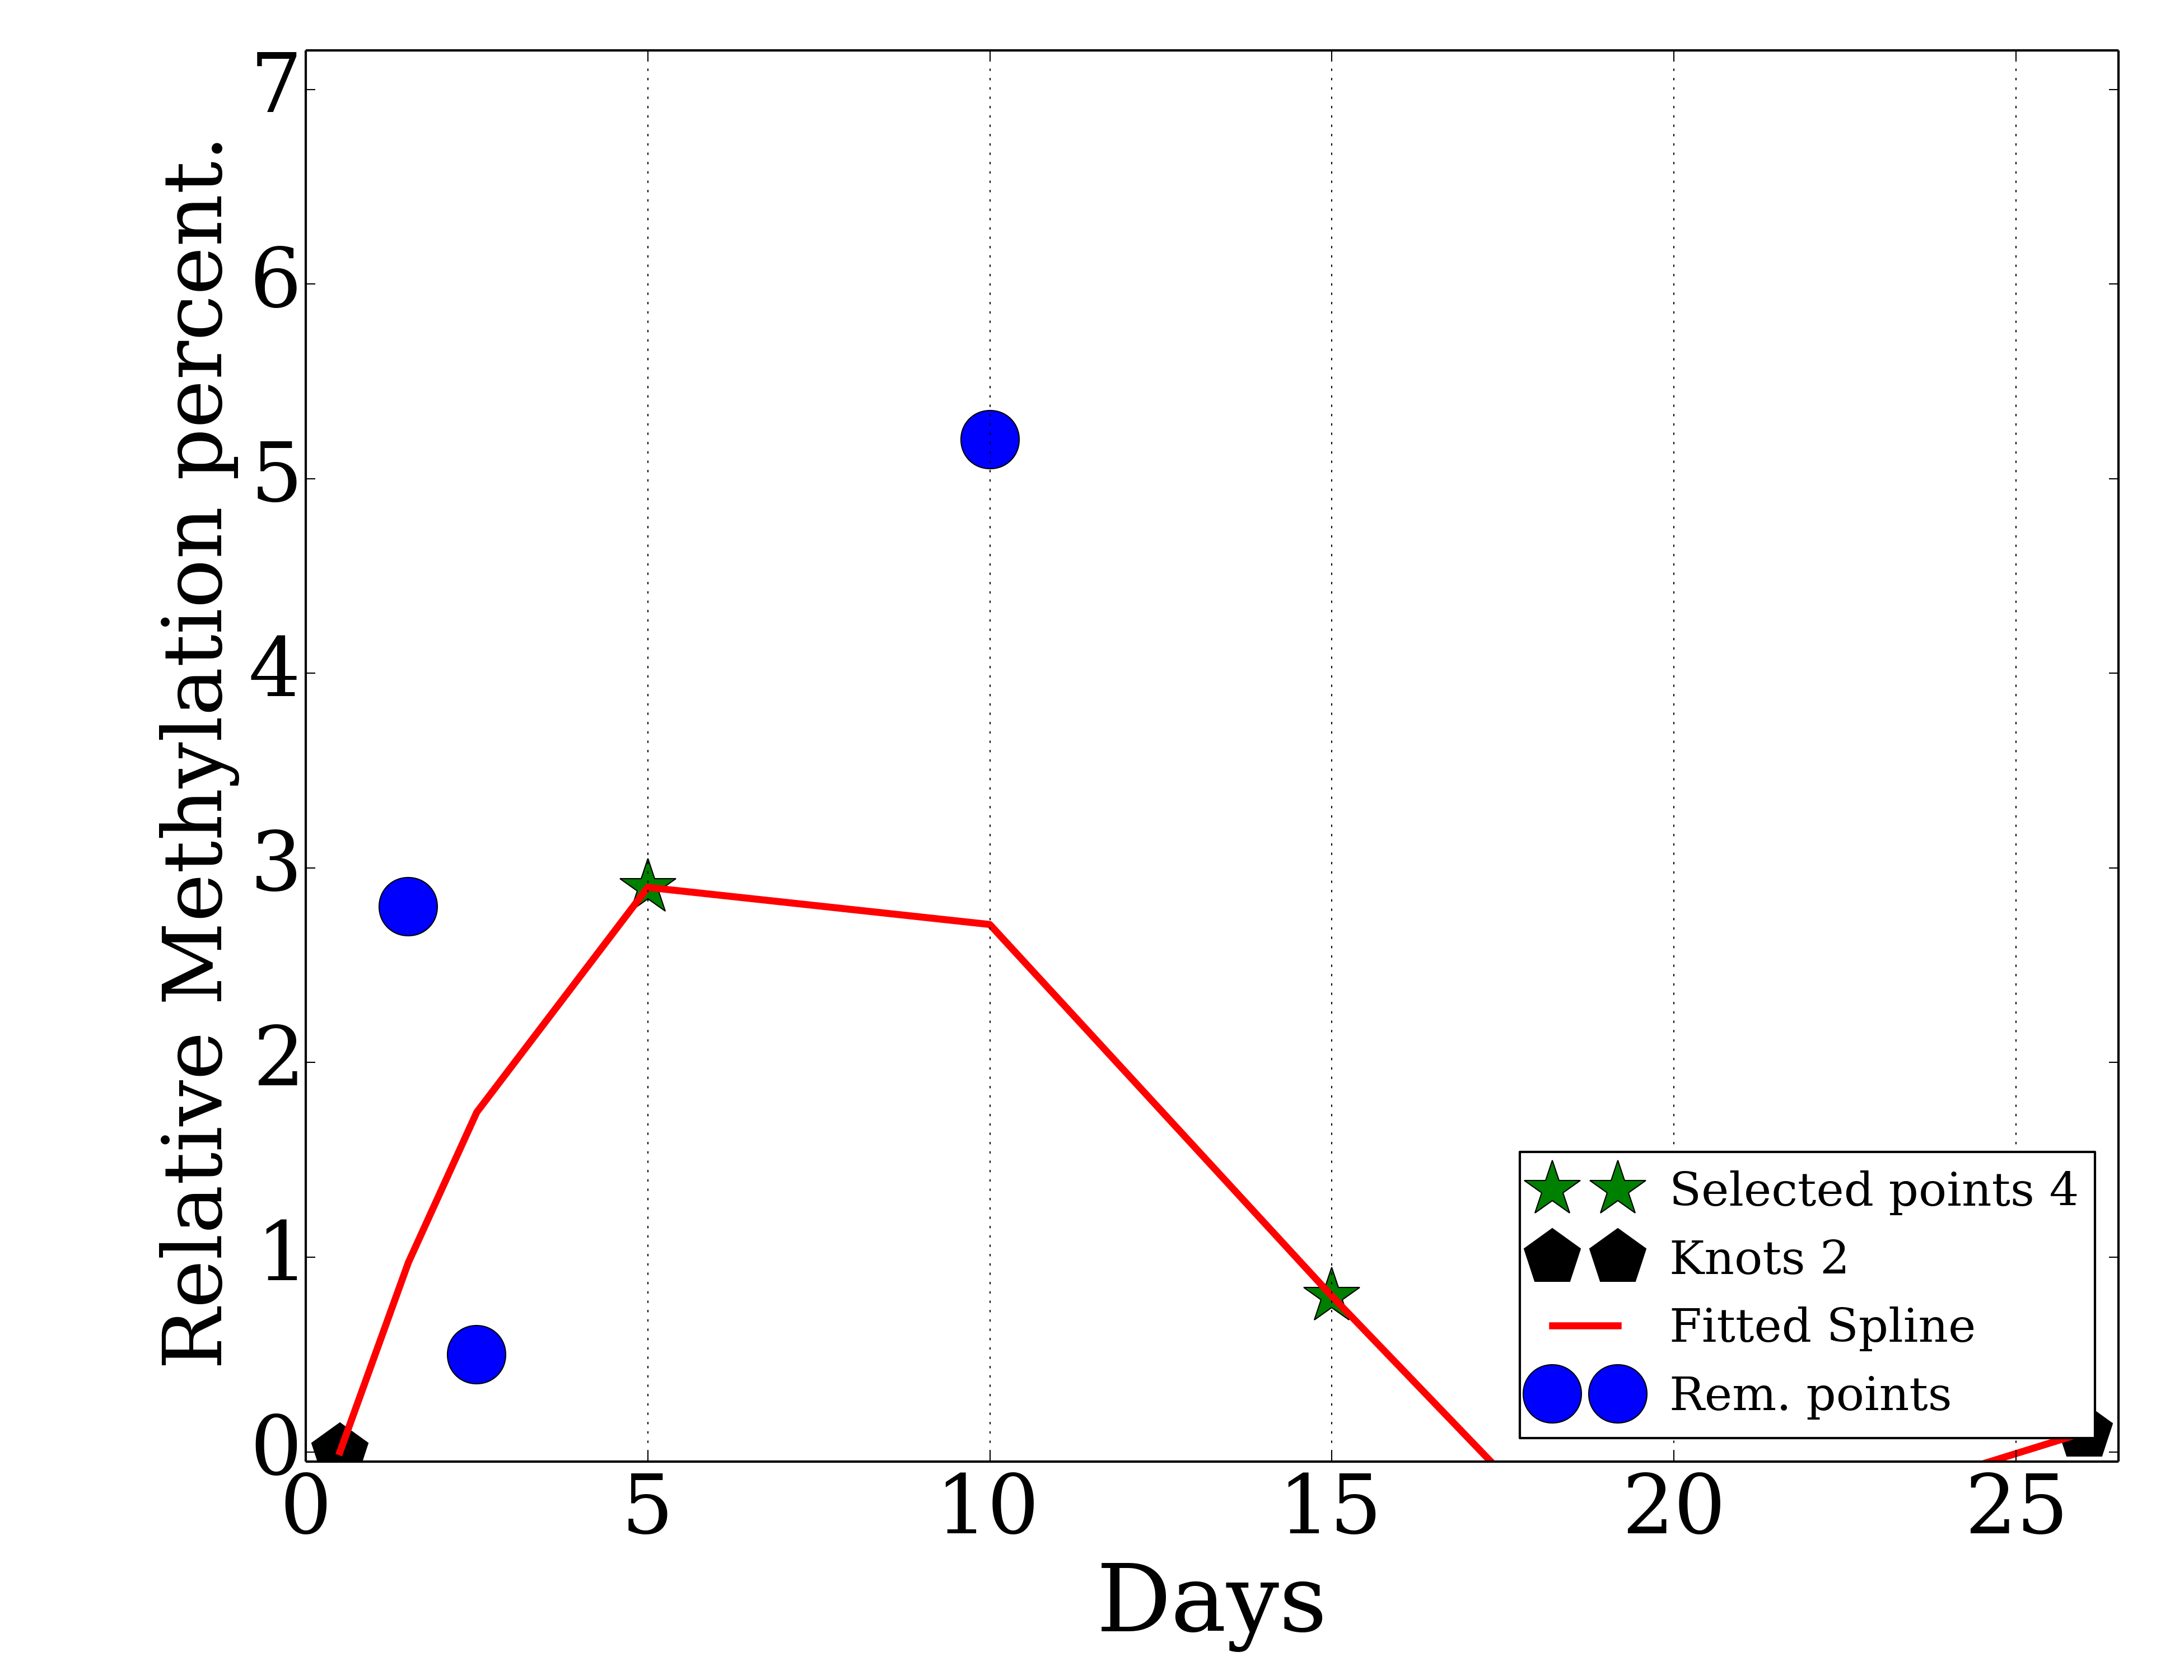 Relative Methylation percent.
7
6
5
4
3
2
1
0
Selected points 4
Knots 2
Fitted Spline
Rem. points
0 5 10 15 20 25
Days